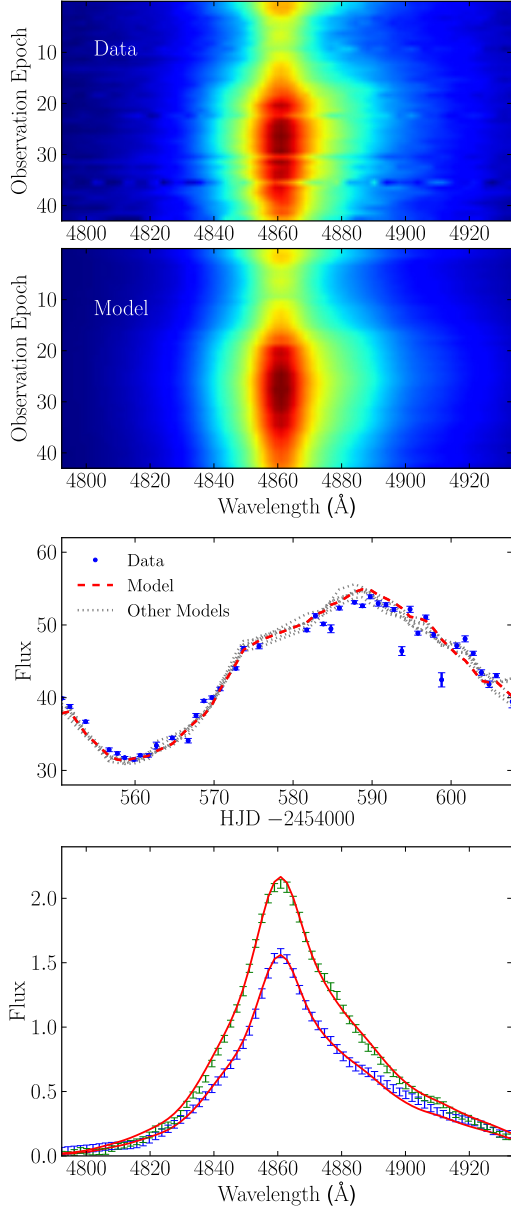 Observation Epoch
10
20
30
40
Data
4800 4820 4840 4860 4880 4900 4920
Observation Epoch
10
20
30
40
Model
4800 4820 4840 4860 4880 4900 4920
Wavelength (Å)
Flux
60
50
40
30
Data
Model
Other Models
560 570 580 590 600
HJD −2454000
Flux
2.0
1.5
1.0
0.5
0.0
4800 4820 4840 4860 4880 4900 4920
Wavelength (Å)